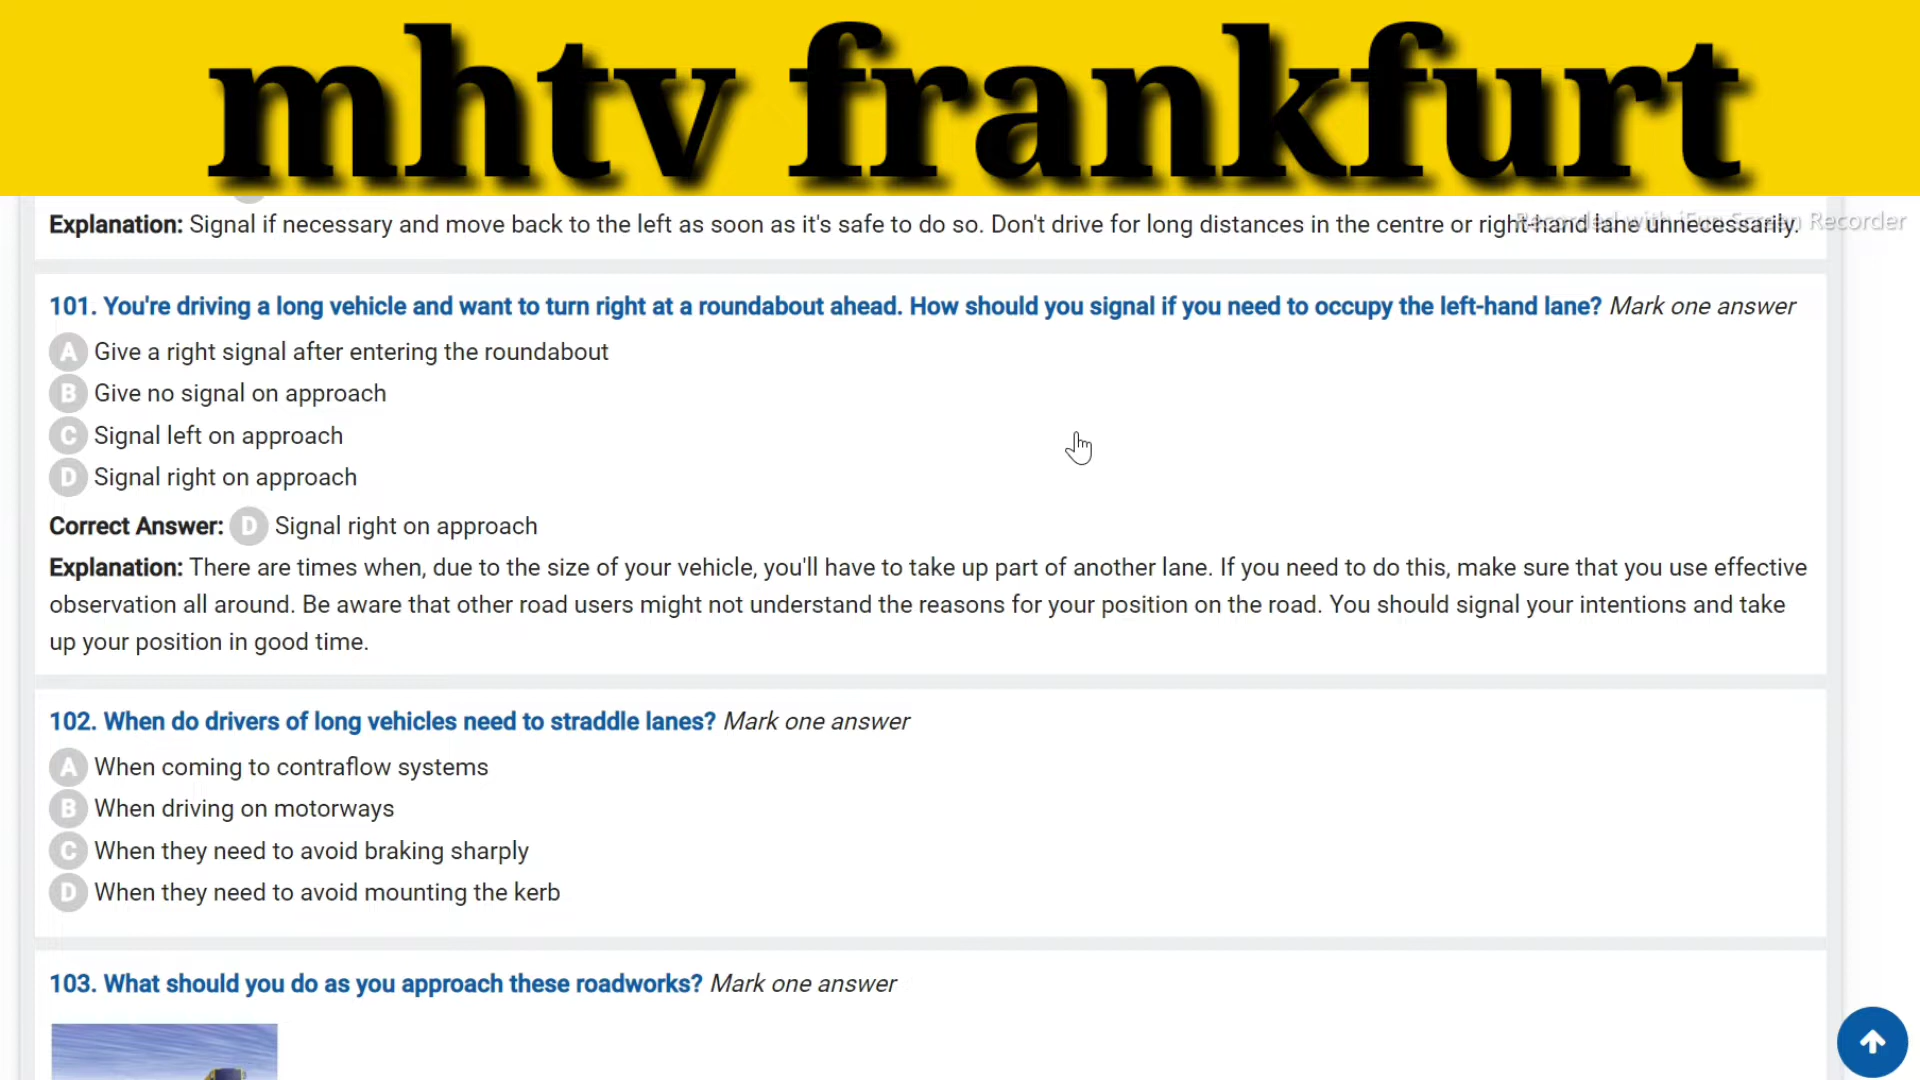 mhtv frankfurt
Explanation: Signal if necessary and move back to the left as soon as it's safe to do so. Don't drive for long distances in the centre or right-hand lane unnecessarily.
Recorded with iFun Screen Recorder
101. You're driving a long vehicle and want to turn right at a roundabout ahead. How should you signal if you need to occupy the left-hand lane? Mark one answer
A Give a right signal after entering the roundabout
B Give no signal on approach
C Signal left on approach
D Signal right on approach
Correct Answer: D Signal right on approach
Explanation: There are times when, due to the size of your vehicle, you'll have to take up part of another lane. If you need to do this, make sure that you use effective
observation all around. Be aware that other road users might not understand the reasons for your position on the road. You should signal your intentions and take
up your position in good time.
102. When do drivers of long vehicles need to straddle lanes? Mark one answer
A When coming to contraflow systems
B When driving on motorways
C When they need to avoid braking sharply
D When they need to avoid mounting the kerb
103. What should you do as you approach these roadworks? Mark one answer